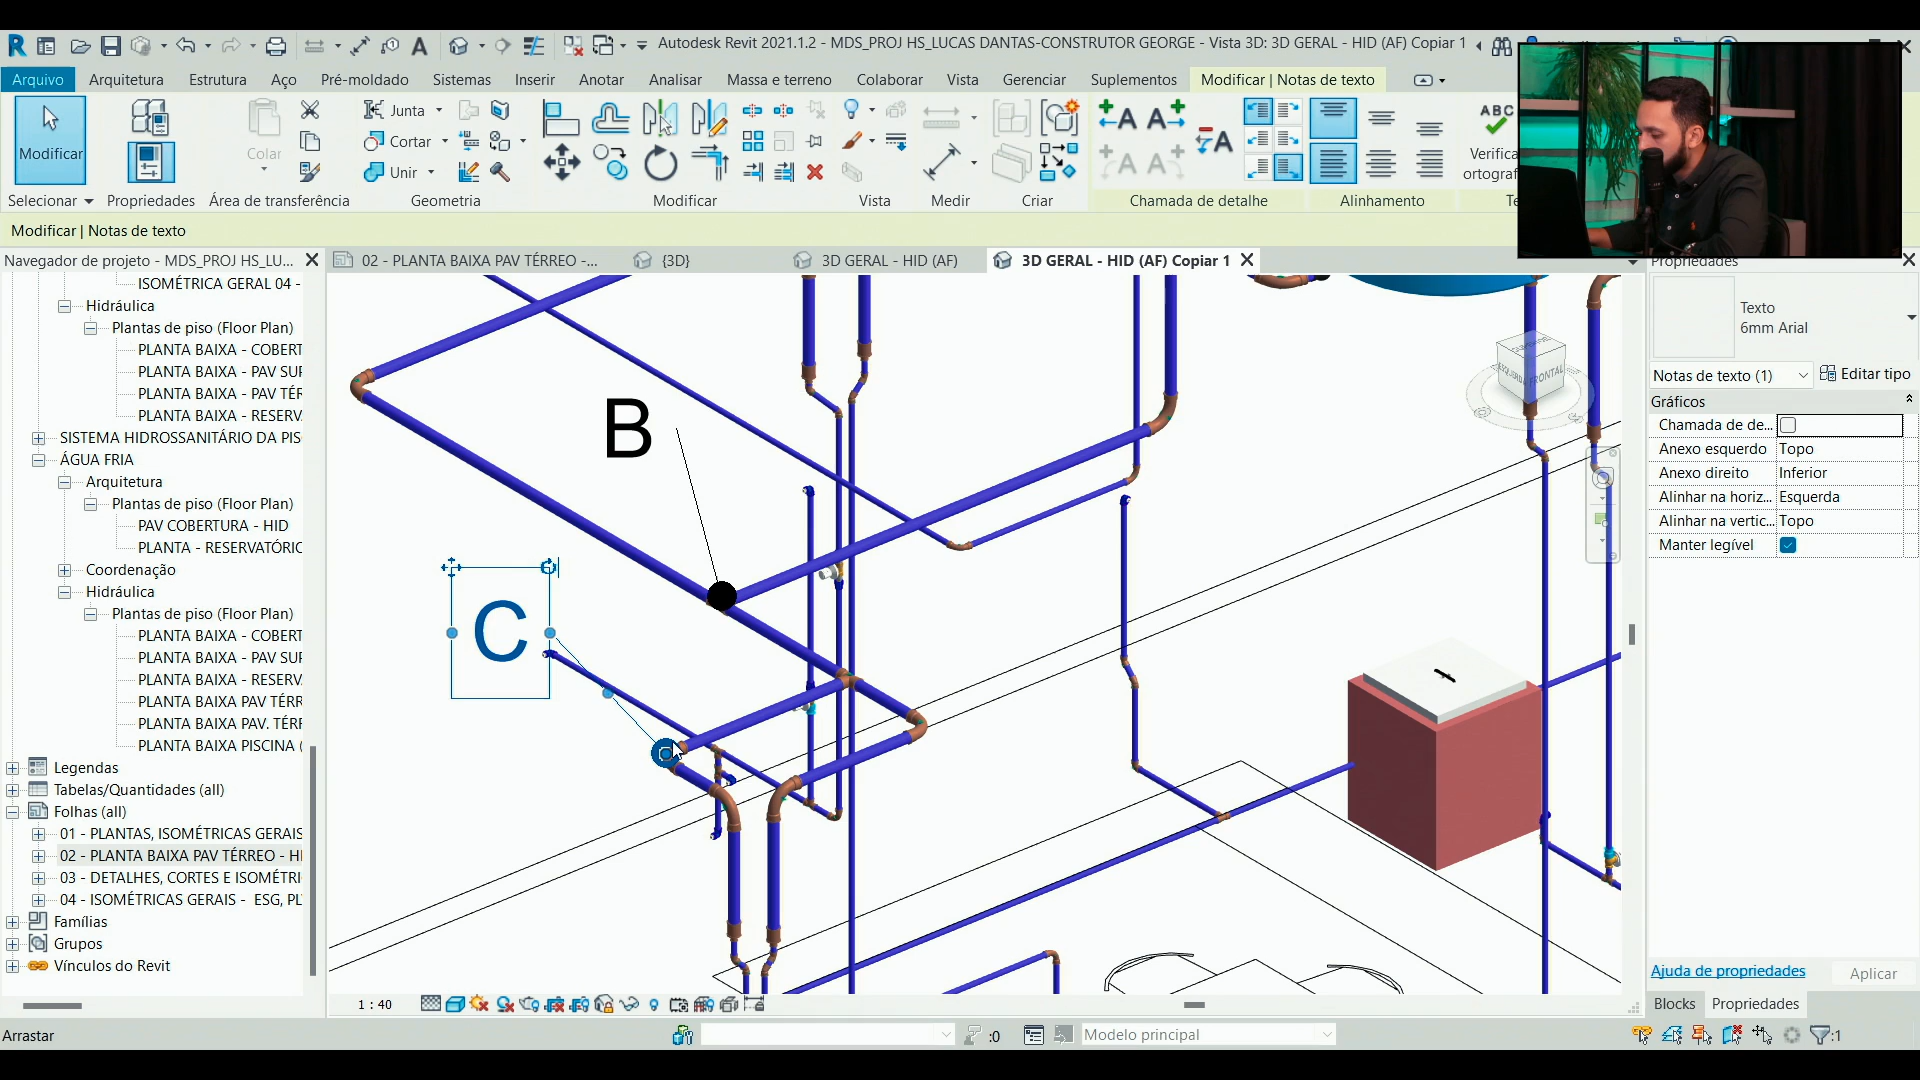 Autodesk Revit 2021.1.2 - MDS_PROJ HS_LUCAS DANTAS-CONSTRUTOR GEORGE - Vista 3D: 3D GERAL - HID (AF) Copiar 1
Arquivo Arquitetura Estrutura Aço Pré-moldado Sistemas Inserir Anotar Analisar Massa e terreno Colaborar Vista Gerenciar Suplementos Modificar | Notas de texto
Modificar Colar Junta Cortar Unir
ABC
Verifica
ortograf
Selecionar Propriedades Área de transferência Geometria Modificar Vista Medir Criar Chamada de detalhe Alinhamento Te
Modificar | Notas de texto
Navegador de projeto - MDS_PROJ HS_LU...
02 - PLANTA BAIXA PAV TÉRREO -...
{3D}
3D GERAL - HID (AF)
3D GERAL - HID (AF) Copiar 1
ISOMÉTRICA GERAL 04 -
Hidráulica
Plantas de piso (Floor Plan)
PLANTA BAIXA - COBERT
PLANTA BAIXA - PAV SUF
PLANTA BAIXA - PAV TÉR
PLANTA BAIXA - RESERV
SISTEMA HIDROSSANITÁRIO DA PIS
ÁGUA FRIA
Arquitetura
Plantas de piso (Floor Plan)
PAV COBERTURA - HID
PLANTA - RESERVATÓRIC
Coordenação
Hidráulica
Plantas de piso (Floor Plan)
PLANTA BAIXA - COBERT
PLANTA BAIXA - PAV SUF
PLANTA BAIXA - RESERV
PLANTA BAIXA PAV TÉRR
PLANTA BAIXA PAV. TÉRF
PLANTA BAIXA PISCINA (
Legendas
Tabelas/Quantidades (all)
Folhas (all)
01 - PLANTAS, ISOMÉTRICAS GERAIS
02 - PLANTA BAIXA PAV TÉRREO - HI
03 - DETALHES, CORTES E ISOMÉTRI
04 - ISOMÉTRICAS GERAIS - ESG, PL
Famílias
Grupos
Vínculos do Revit
B
C
ESQUERDA
FRONTAL
Propriedades
Texto
6mm Arial
Notas de texto (1) Editar tipo
Gráficos
Chamada de de...
Anexo esquerdo Topo
Anexo direito Inferior
Alinhar na horiz... Esquerda
Alinhar na vertic... Topo
Manter legível
Ajuda de propriedades Aplicar
Blocks Propriedades
1 : 40
Arrastar
:0
Modelo principal
:1